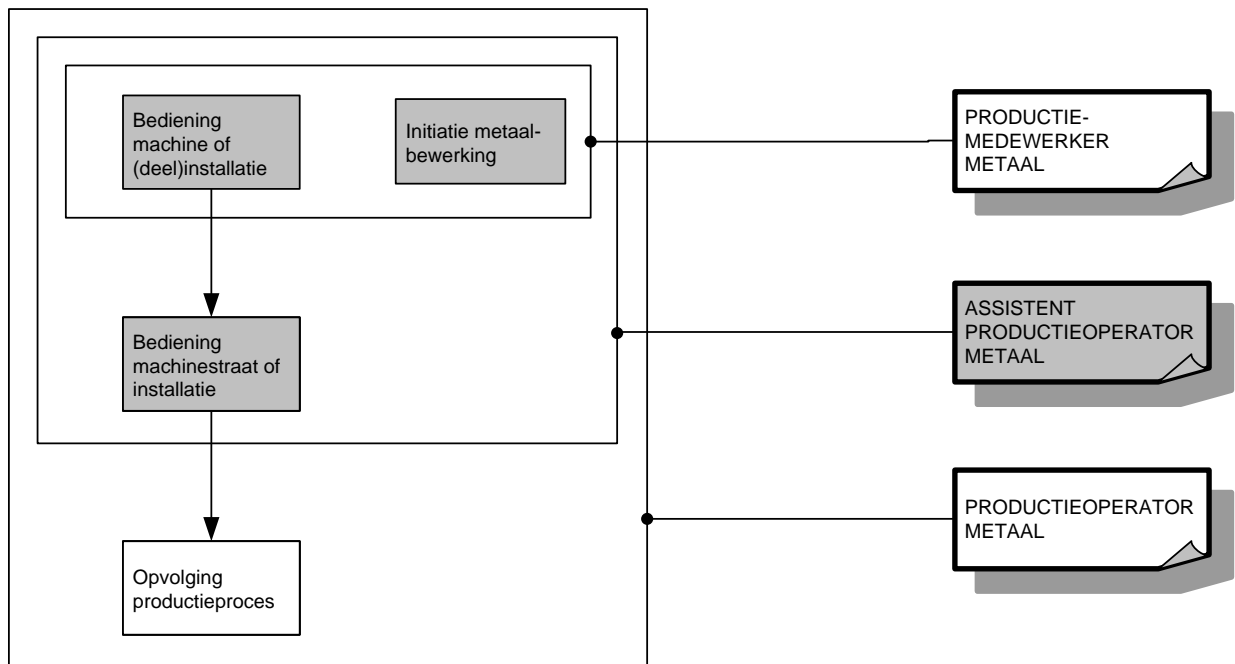 Bediening
machine of
(deel)installatie
Initiatie metaal-
bewerking
PRODUCTIE-
MEDEWERKER
METAAL
Bediening
machinestraat of
installatie
ASSISTENT
PRODUCTIEOPERATOR
METAAL
Opvolging
productieproces
PRODUCTIEOPERATOR
METAAL